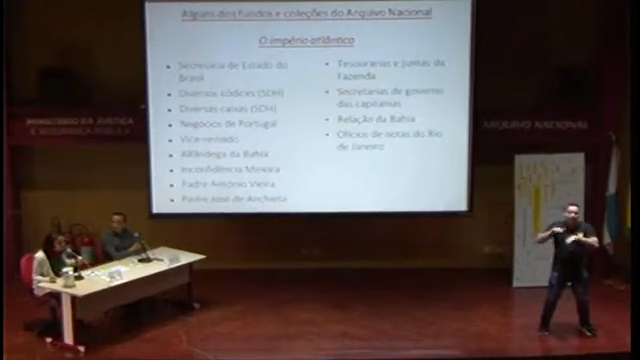 Alguns dos fundos e coleções do Arquivo Nacional
O império atlântico
Secretaria de Estado do
Brasil
Diversos códices (SDH)
Diversas caixas (SDH)
Negócios de Portugal
Vice-reinado
Alfândega da Bahia
Inconfidência Mineira
Padre Antônio Vieira
Padre José de Anchieta
Tesourarias e Juntas da
Fazenda
Secretarias de governo
das capitanias
Relação da Bahia
Ofícios de notas do Rio
de Janeiro
MINISTÉRIO DA JUSTIÇA
E SEGURANÇA PÚBLICA
ARQUIVO NACIONAL